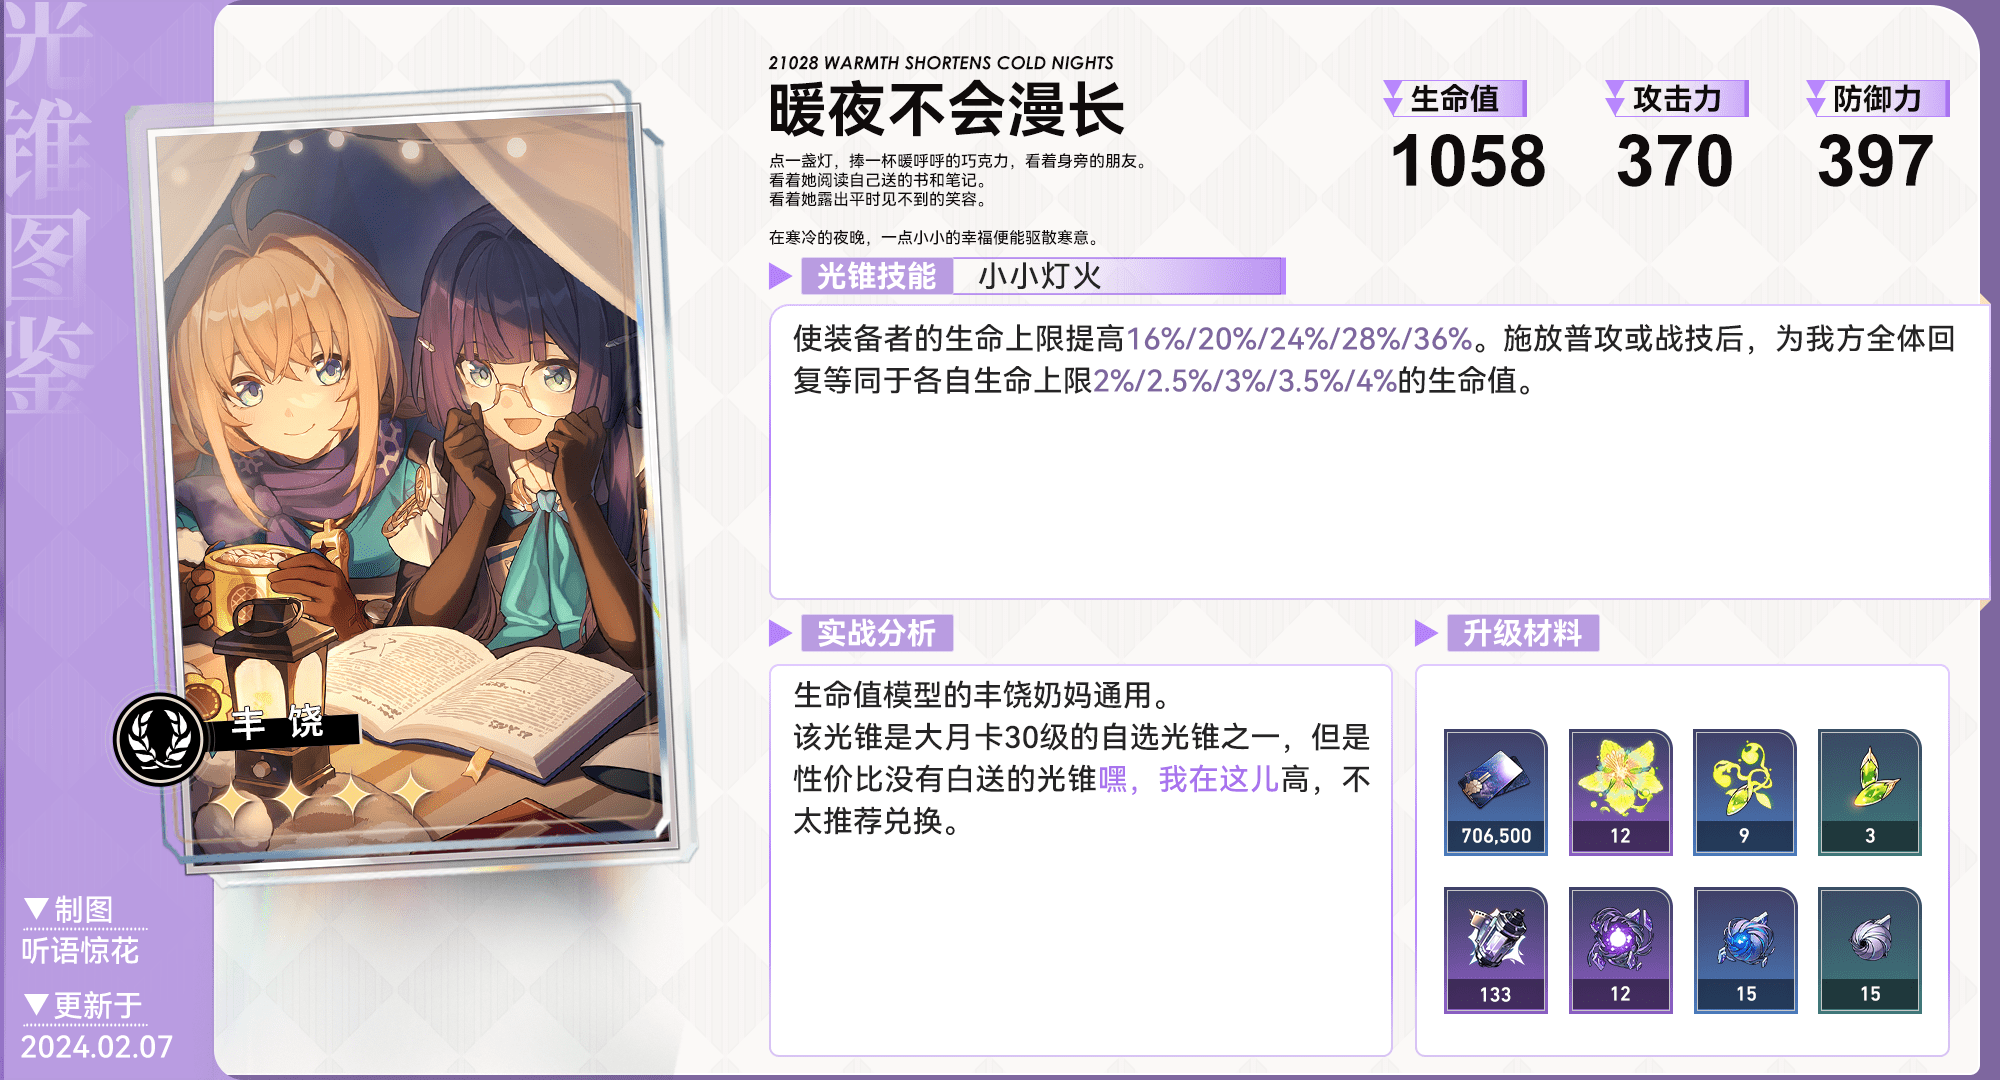 光锥图鉴
21028 WARMTH SHORTENS COLD NIGHTS
暖夜不会漫长
点一盏灯，捧一杯暖呼呼的巧克力，看着身旁的朋友。
看着她阅读自己送的书和笔记。
看着她露出平时见不到的笑容。
在寒冷的夜晚，一点小小的幸福便能驱散寒意。
生命值
1058
攻击力
370
防御力
397
光锥技能 小小灯火
使装备者的生命上限提高16%/20%/24%/28%/36%。施放普攻或战技后，为我方全体回
复等同于各自生命上限2%/2.5%/3%/3.5%/4%的生命值。
丰饶
实战分析
生命值模型的丰饶奶妈通用。
该光锥是大月卡30级的自选光锥之一，但是
性价比没有白送的光锥嘿，我在这儿高，不
太推荐兑换。
升级材料
706,500 12 9 3
133 12 15 15
制图
听语惊花
更新于
2024.02.07